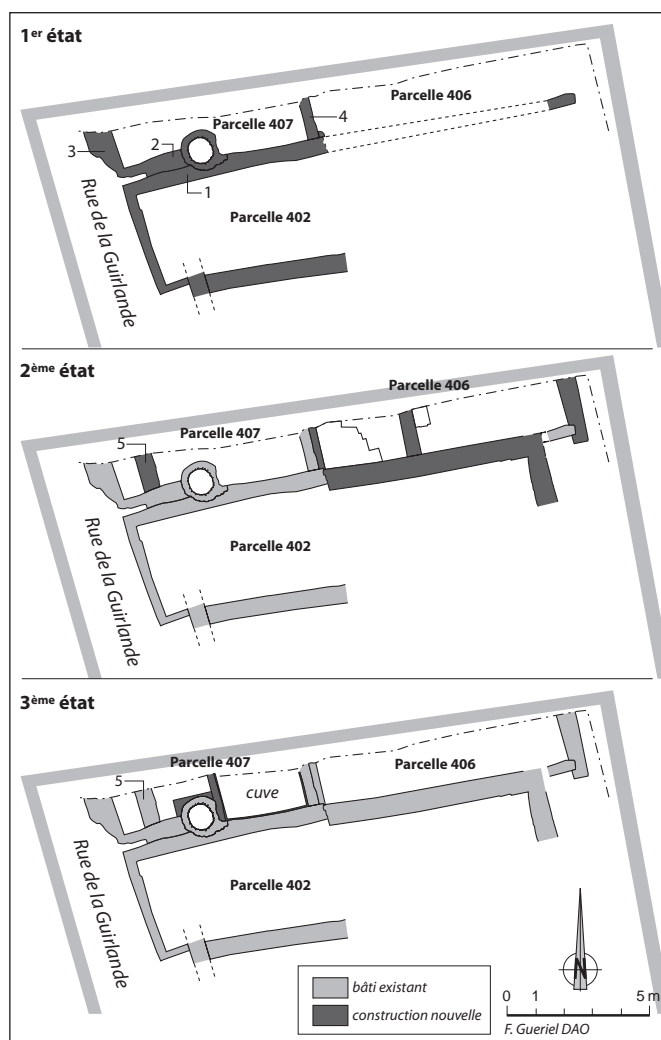 1er état
Parcelle 406
Parcelle 407
4
2
3
1
Parcelle 402
Rue de la Guirlande
2ème état
Parcelle 406
Parcelle 407
5
Parcelle 402
Rue de la Guirlande
3ème état
Parcelle 407
Parcelle 406
5
cuve
Parcelle 402
Rue de la Guirlande
N
bâti existant
construction nouvelle
0 1 5 m
F. Gueriel DAO